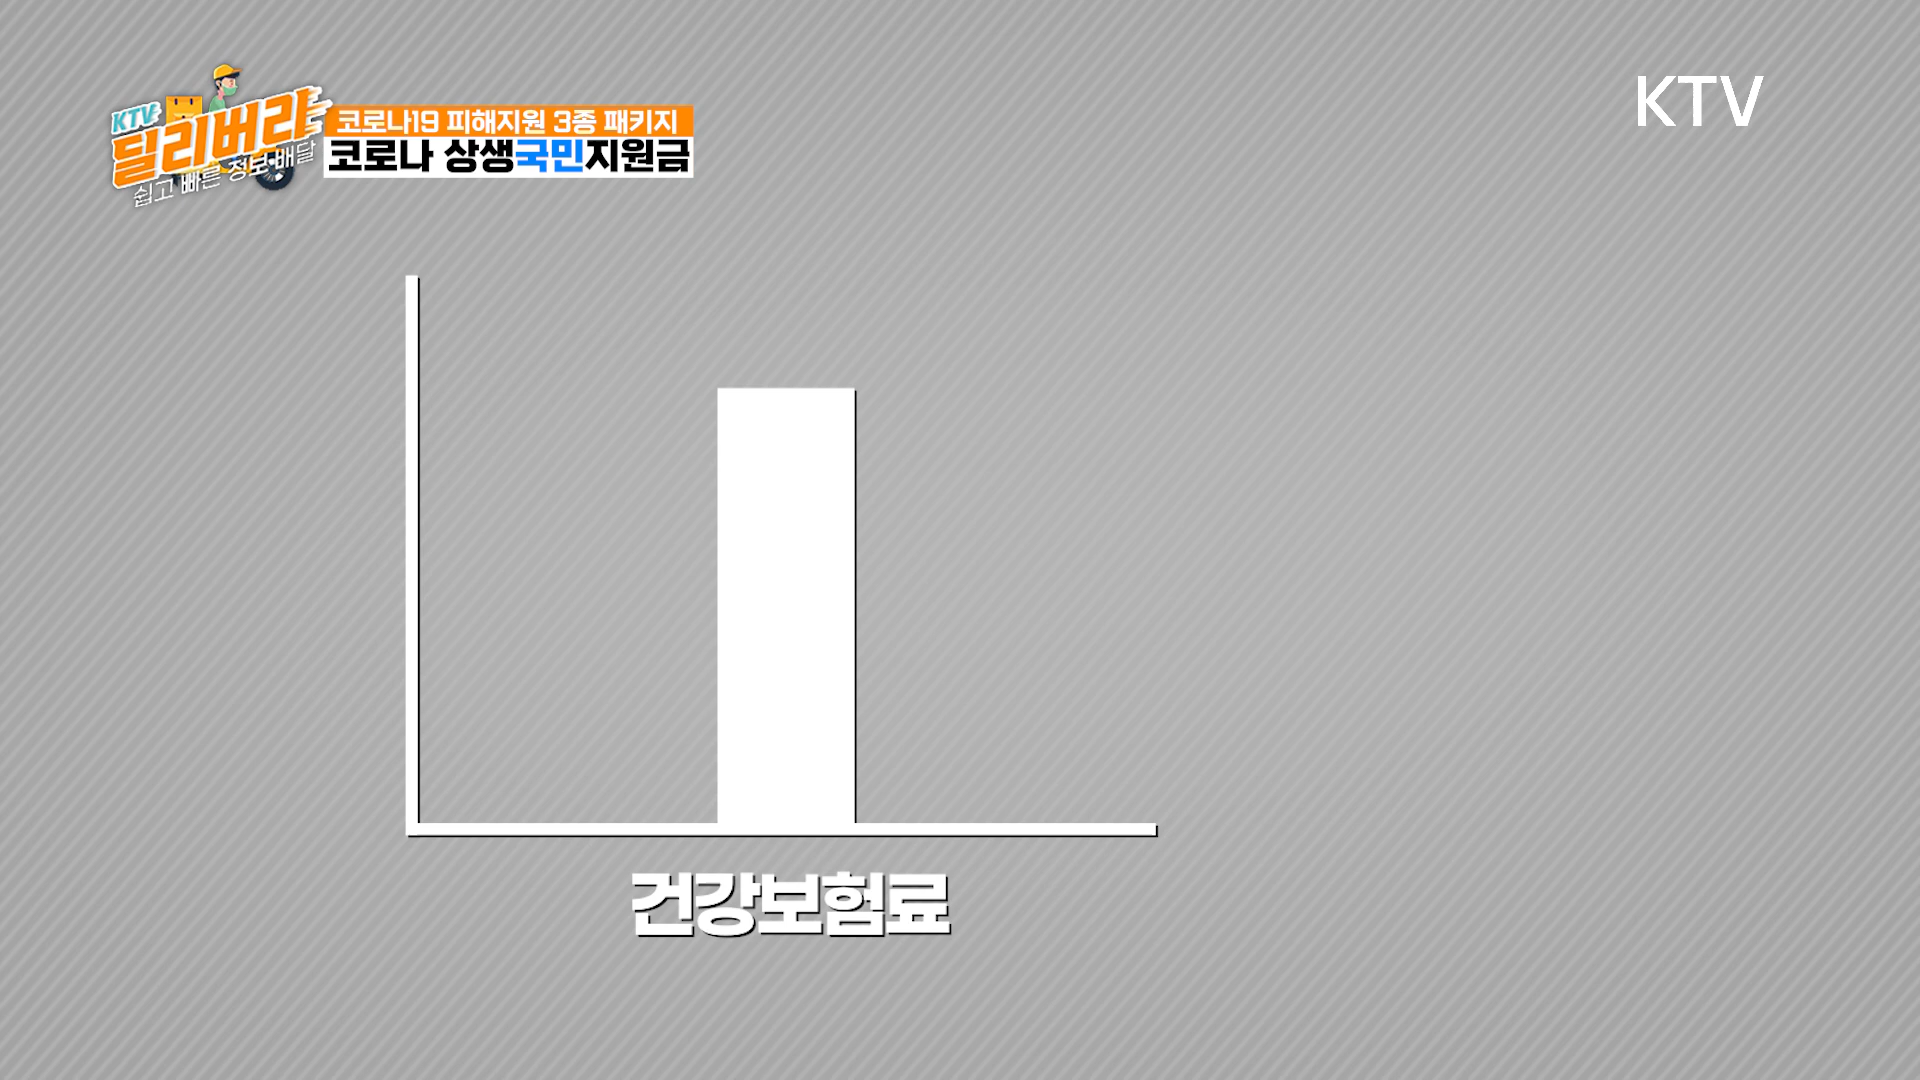 KTV
딜리버랴
쉽고 빠른 정보 배달
코로나19 피해지원 3종 패키지
코로나 상생국민지원금
KTV
건강보험료